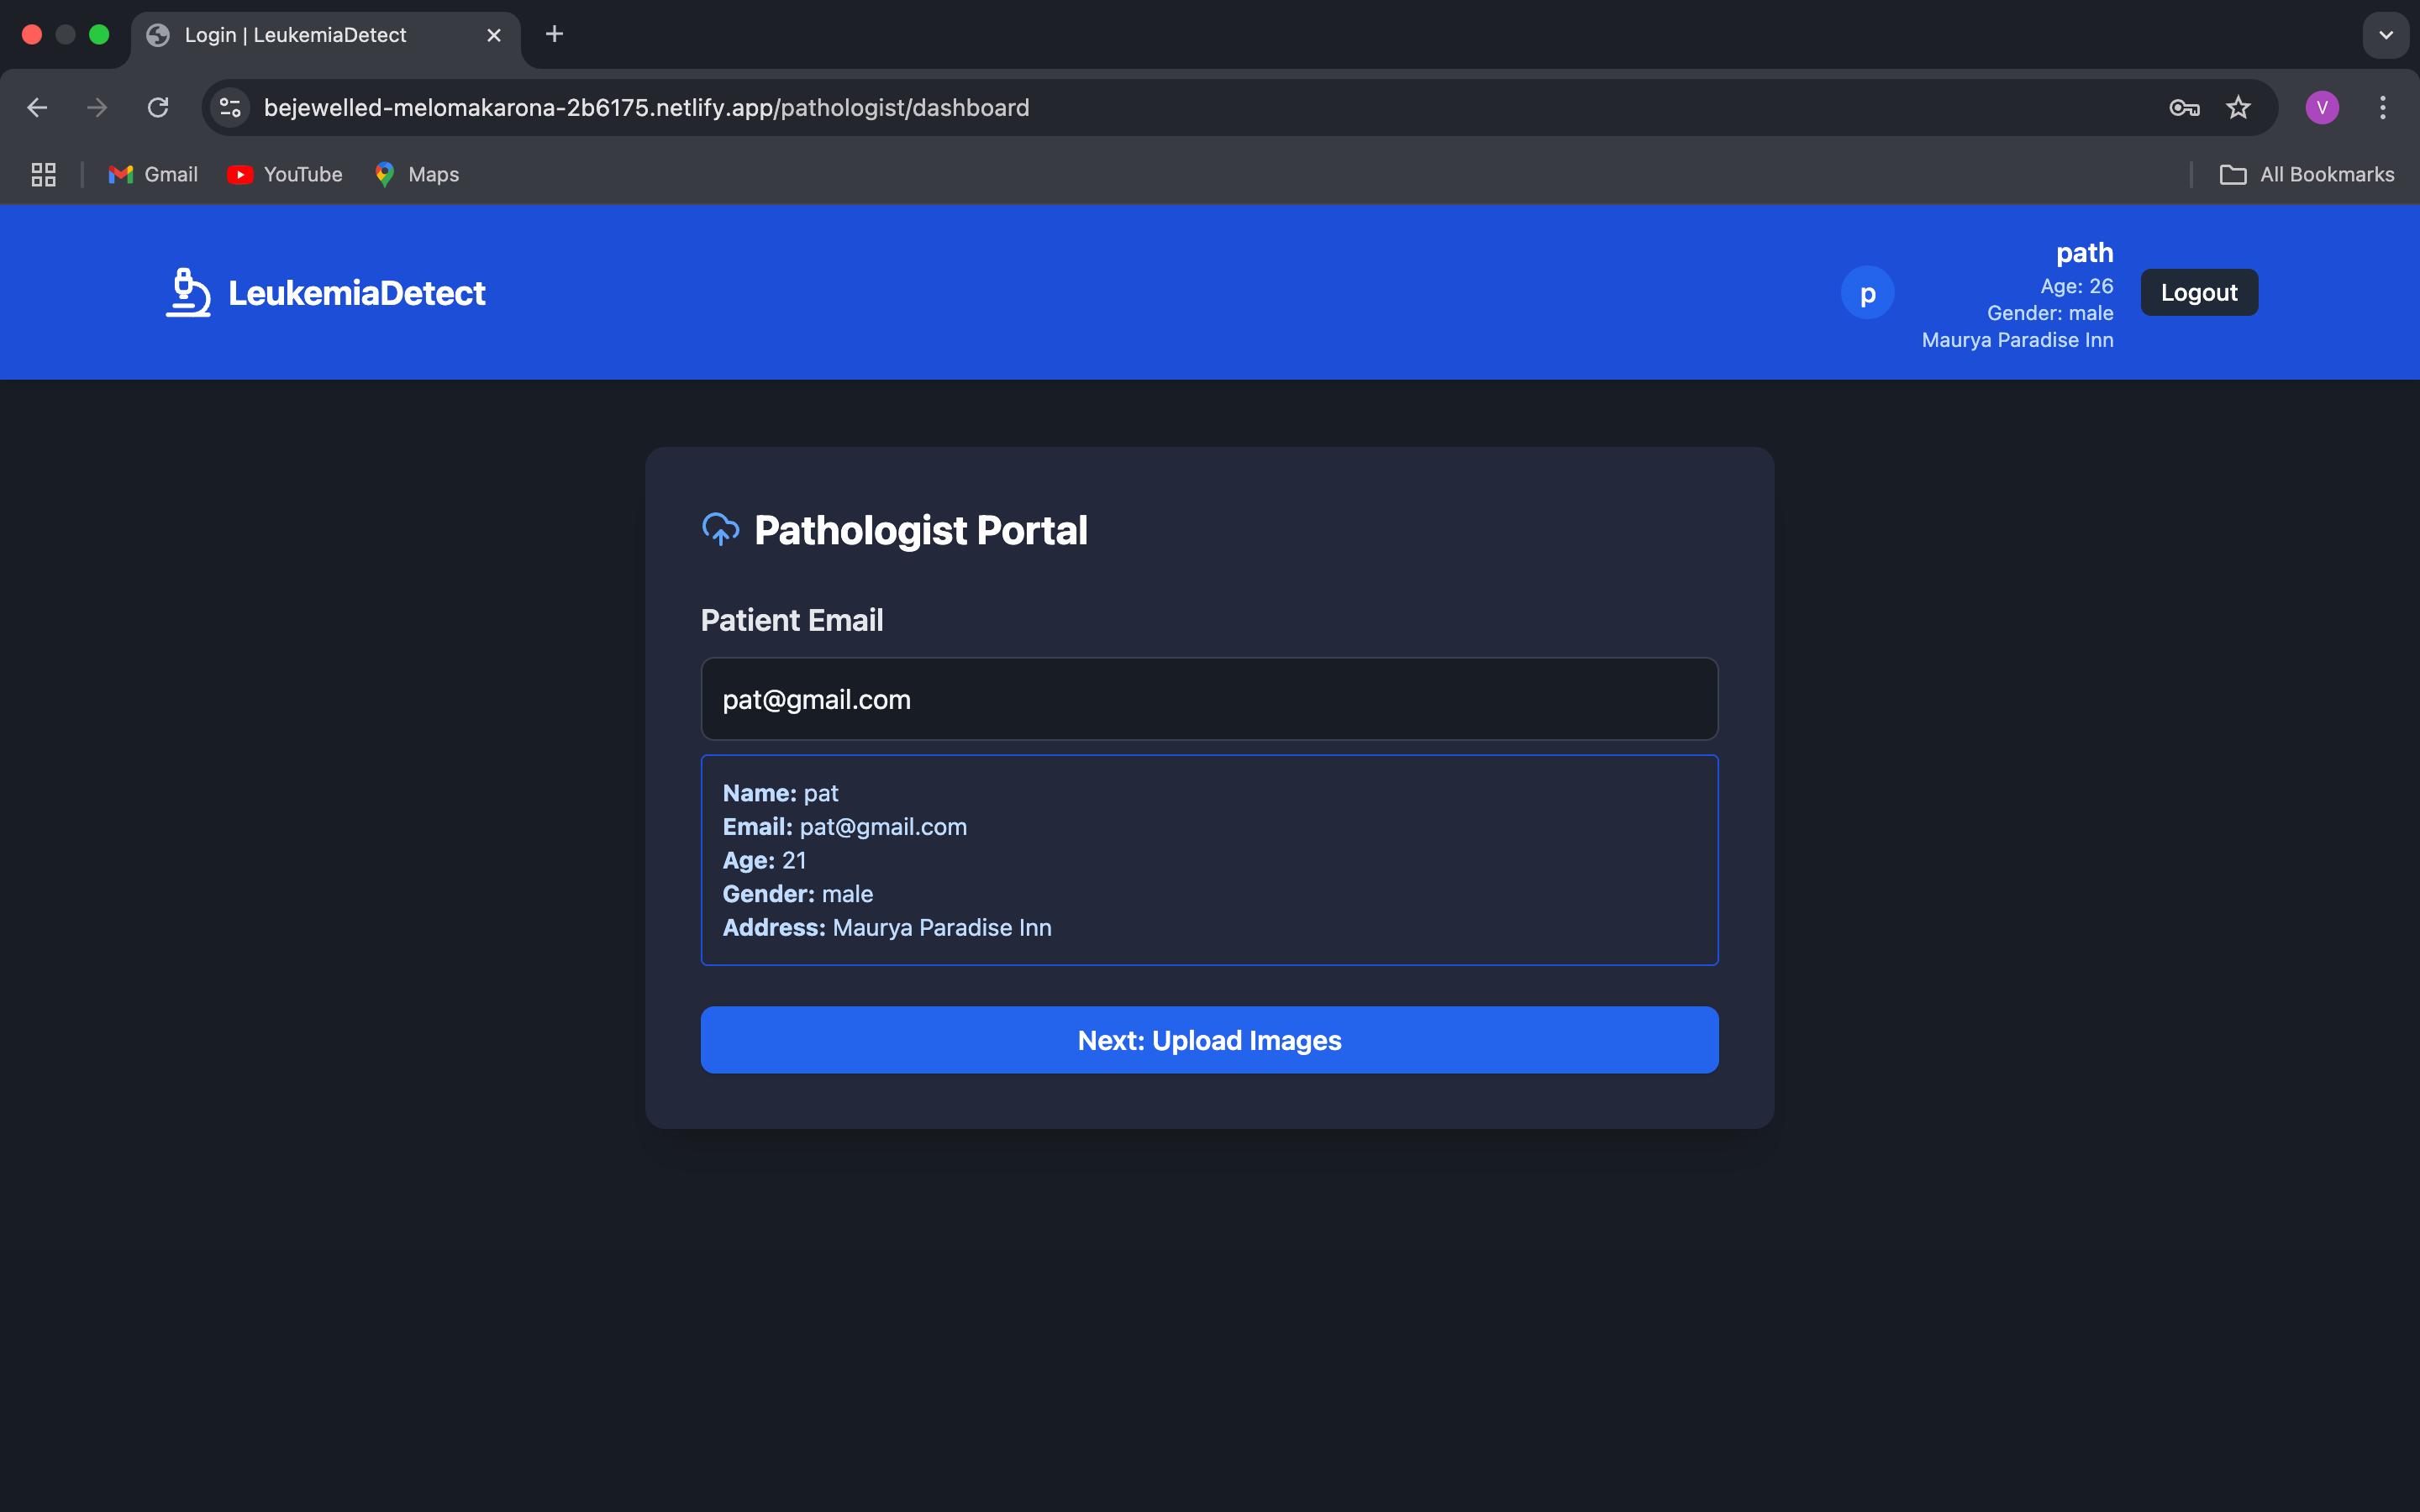 Login | LeukemiaDetect
bejewelled-melomakarona-2b6175.netlify.app/pathologist/dashboard
V
Gmail
YouTube
Maps
All Bookmarks
LeukemiaDetect
p
path
Age: 26
Gender: male
Maurya Paradise Inn
Logout
Pathologist Portal
Patient Email
pat@gmail.com
Name: pat
Email: pat@gmail.com
Age: 21
Gender: male
Address: Maurya Paradise Inn
Next: Upload Images